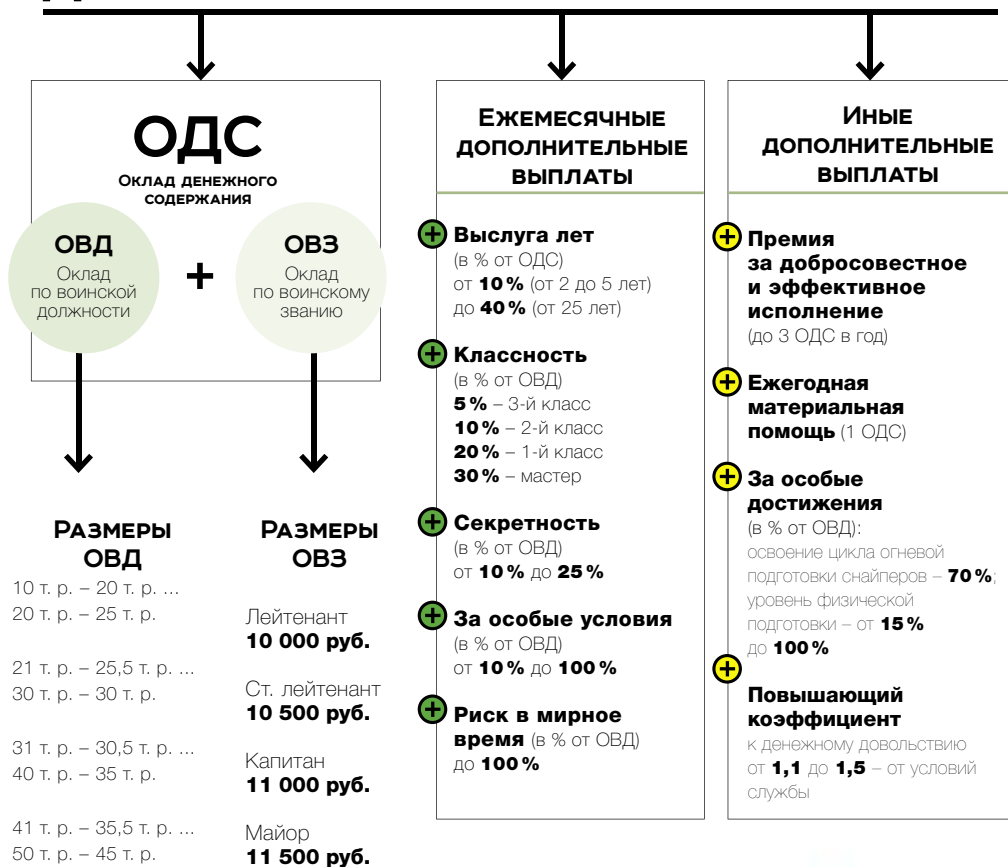 ОДС
Оклад денежного
содержания
ОВД
Оклад
по воинской
должности
+
ОВЗ
Оклад
по воинскому
званию
Размеры
ОВД
10 т. р. – 20 т. р. ...
20 т. р. – 25 т. р.
21 т. р. – 25,5 т. р. ...
30 т. р. – 30 т. р.
31 т. р. – 30,5 т. р. ...
40 т. р. – 35 т. р.
41 т. р. – 35,5 т. р. ...
50 т. р. – 45 т. р.
Размеры
ОВЗ
Лейтенант
10 000 руб.
Ст. лейтенант
10 500 руб.
Капитан
11 000 руб.
Майор
11 500 руб.
Ежемесячные
дополнительные
выплаты
+ Выслуга лет
(в % от ОДС)
от 10 % (от 2 до 5 лет)
до 40 % (от 25 лет)
+ Классность
(в % от ОВД)
5 % – 3-й класс
10 % – 2-й класс
20 % – 1-й класс
30 % – мастер
+ Секретность
(в % от ОВД)
от 10 % до 25 %
+ За особые условия
(в % от ОВД)
от 10 % до 100 %
+ Риск в мирное
время (в % от ОВД)
до 100 %
Иные
дополнительные
выплаты
+ Премия
за добросовестное
и эффективное
исполнение
(до 3 ОДС в год)
+ Ежегодная
материальная
помощь (1 ОДС)
+ За особые
достижения
(в % от ОВД):
освоение цикла огневой
подготовки снайперов – 70 %;
уровень физической
подготовки – от 15 %
до 100 %
+
Повышающий
коэффициент
к денежному довольствию
от 1,1 до 1,5 – от условий
службы